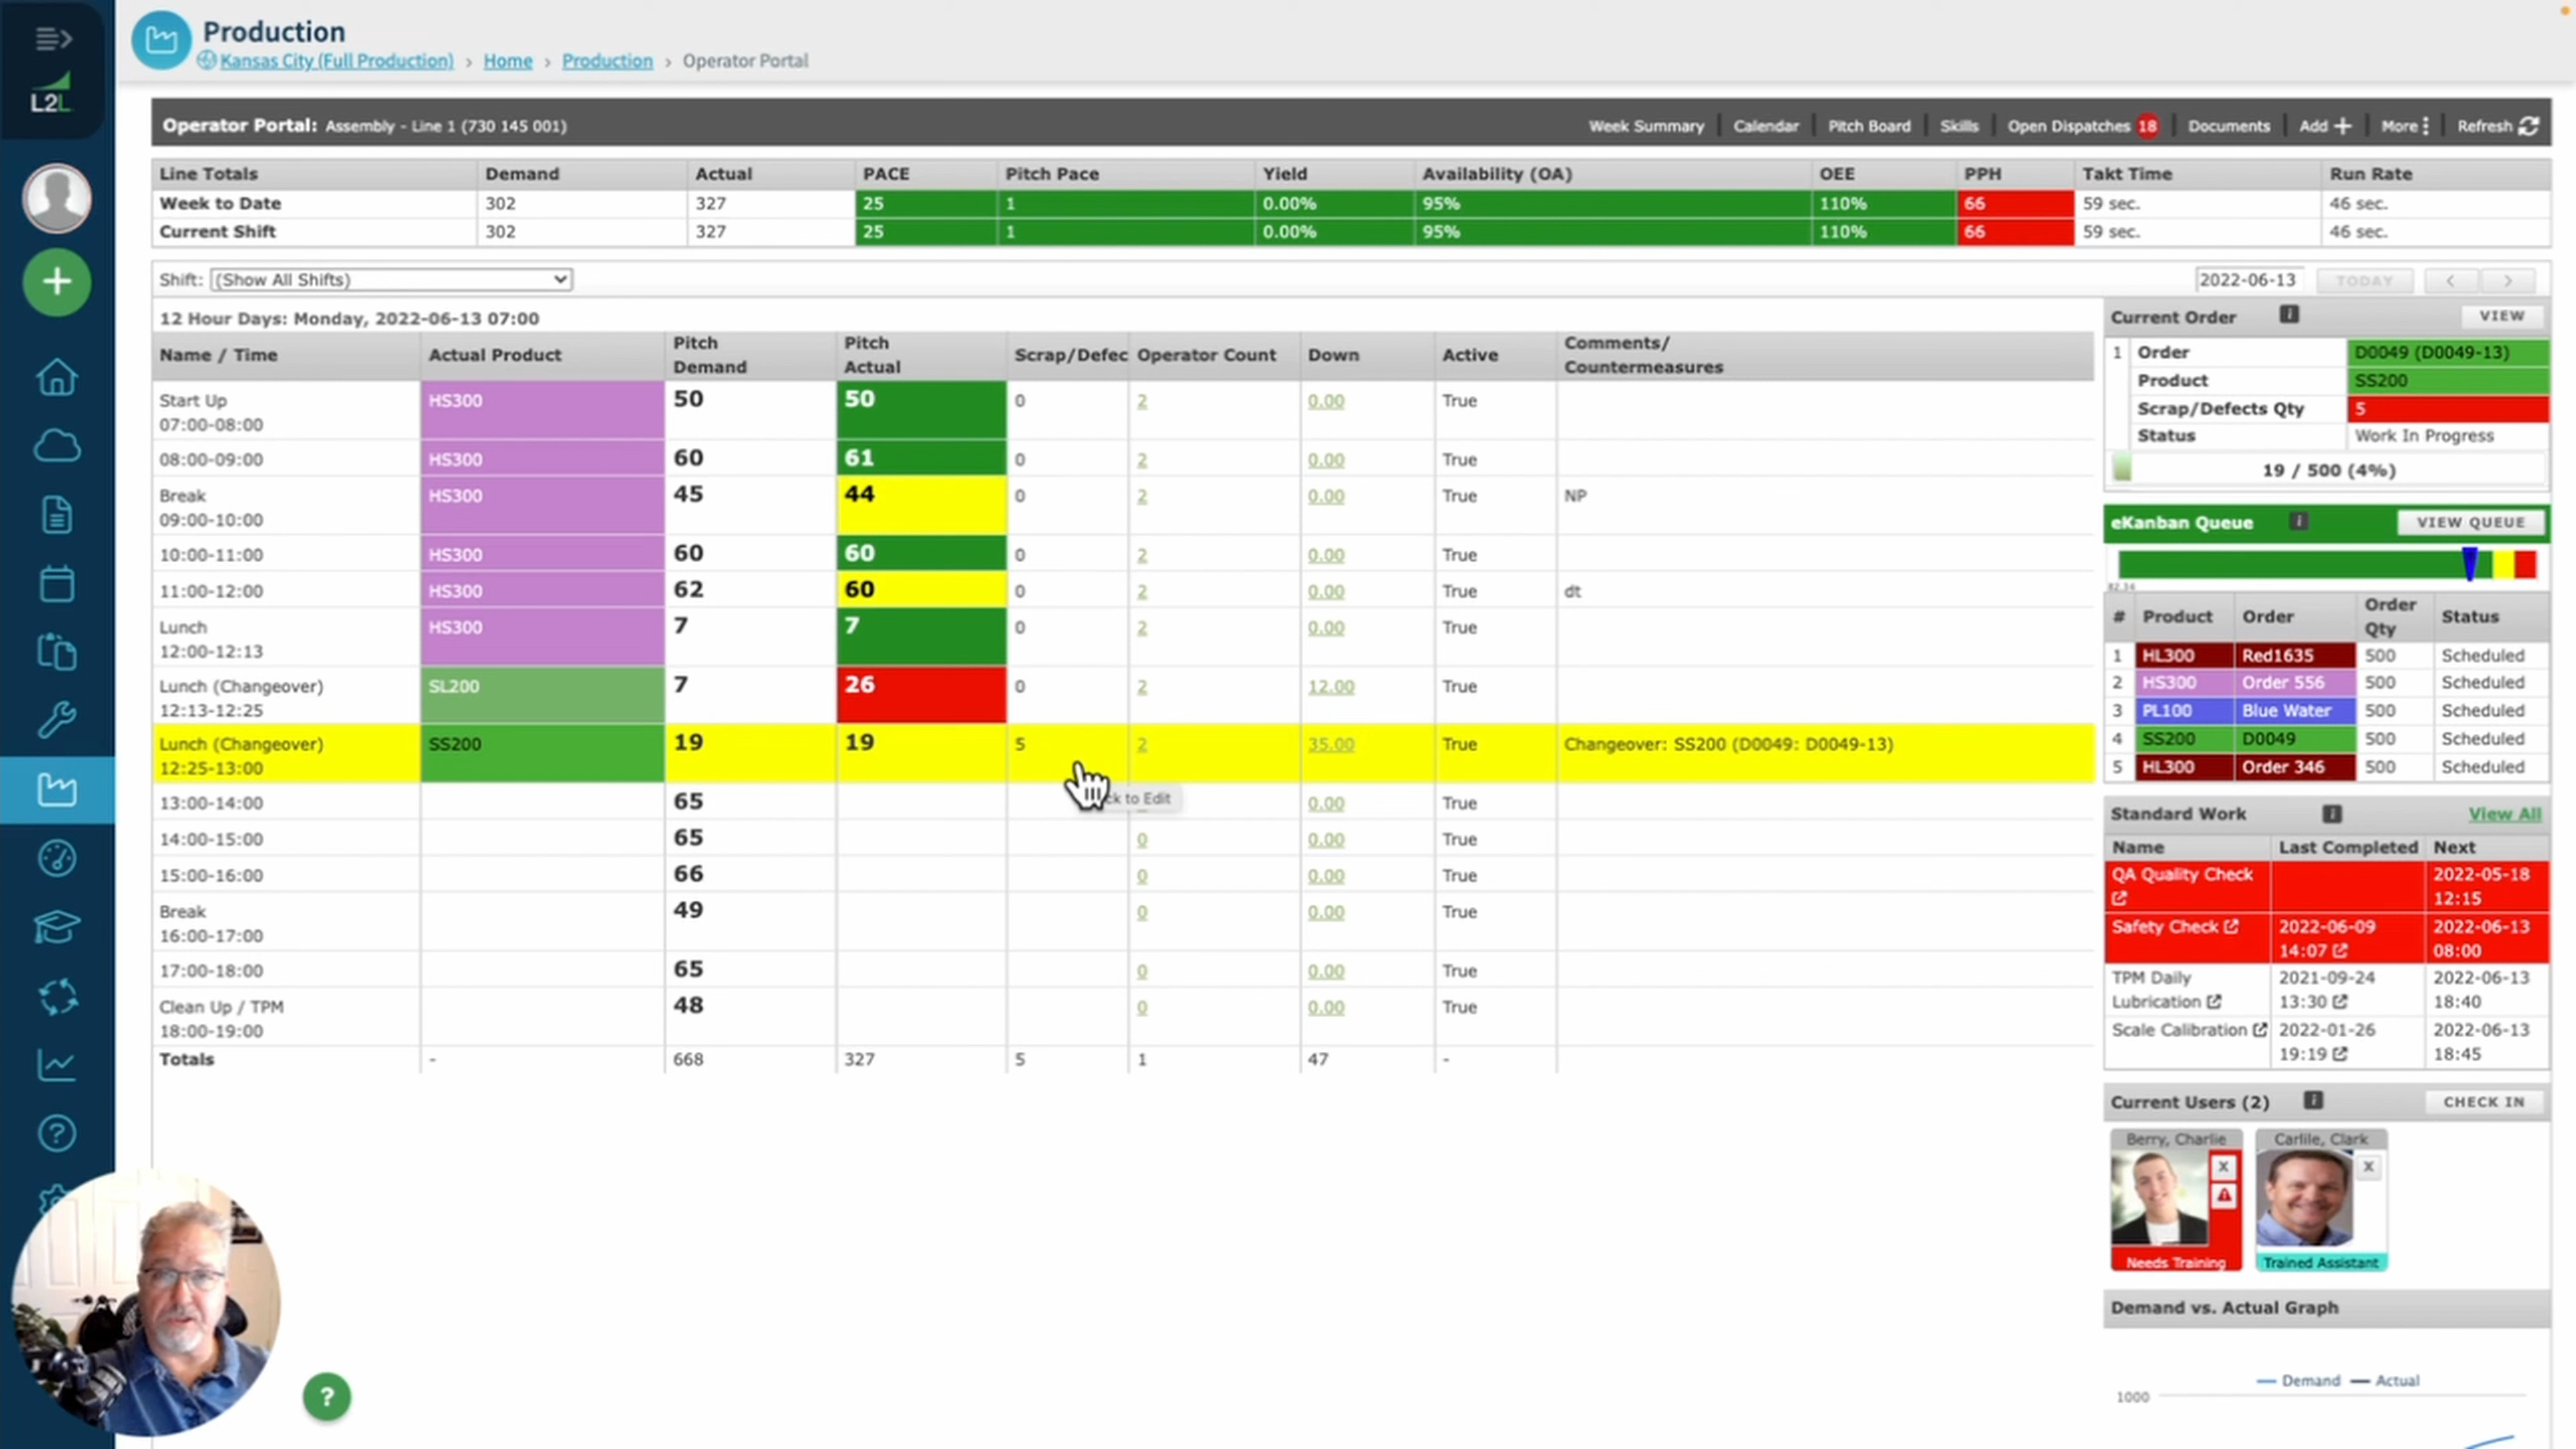 L2L
Production
Kansas City (Full Production) › Home › Production › Operator Portal
Operator Portal: Assembly - Line 1 (730 145 001) Week Summary Calendar Pitch Board Skills Open Dispatches 18 Documents Add + More Refresh
Line Totals Demand Actual PACE Pitch Pace Yield Availability (OA) OEE PPH Takt Time Run Rate
Week to Date 302 327 25 1 0.00% 95% 110% 66 59 sec. 46 sec.
Current Shift 302 327 25 1 0.00% 95% 110% 66 59 sec. 46 sec.
Shift: (Show All Shifts) 2022-06-13 TODAY < >
12 Hour Days: Monday, 2022-06-13 07:00
Name / Time Actual Product Pitch Demand Pitch Actual Scrap/Defec Operator Count Down Active Comments/ Countermeasures
Start Up 07:00-08:00 HS300 50 50 0 2 0.00 True
08:00-09:00 HS300 60 61 0 2 0.00 True
Break 09:00-10:00 HS300 45 44 0 2 0.00 True NP
10:00-11:00 HS300 60 60 0 2 0.00 True
11:00-12:00 HS300 62 60 0 2 0.00 True dt
Lunch 12:00-12:13 HS300 7 7 0 2 0.00 True
Lunch (Changeover) 12:13-12:25 SL200 7 26 0 2 12.00 True
Lunch (Changeover) 12:25-13:00 SS200 19 19 5 2 35.00 True Changeover: SS200 (D0049: D0049-13)
to Edit
13:00-14:00 65 0.00 True
14:00-15:00 65 0 0.00 True
15:00-16:00 66 0 0.00 True
Break 16:00-17:00 49 0 0.00 True
17:00-18:00 65 0 0.00 True
Clean Up / TPM 18:00-19:00 48 0 0.00 True
Totals - 668 327 5 1 47 -
Current Order i VIEW
1 Order D0049 (D0049-13)
Product SS200
Scrap/Defects Qty 5
Status Work In Progress
19 / 500 (4%)
eKanban Queue i VIEW QUEUE
# Product Order Order Qty Status
1 HL300 Red1635 500 Scheduled
2 HS300 Order 556 500 Scheduled
3 PL100 Blue Water 500 Scheduled
4 SS200 D0049 500 Scheduled
5 HL300 Order 346 500 Scheduled
Standard Work i View All
Name Last Completed Next
QA Quality Check 2022-05-18 12:15
Safety Check 2022-06-09 14:07 2022-06-13 08:00
TPM Daily Lubrication 2021-09-24 13:30 2022-06-13 18:40
Scale Calibration 2022-01-26 19:19 2022-06-13 18:45
Current Users (2) i CHECK IN
Berry, Charlie Carlile, Clark
X X
Needs Training Trained Assistant
Demand vs. Actual Graph
Demand Actual
1000
?